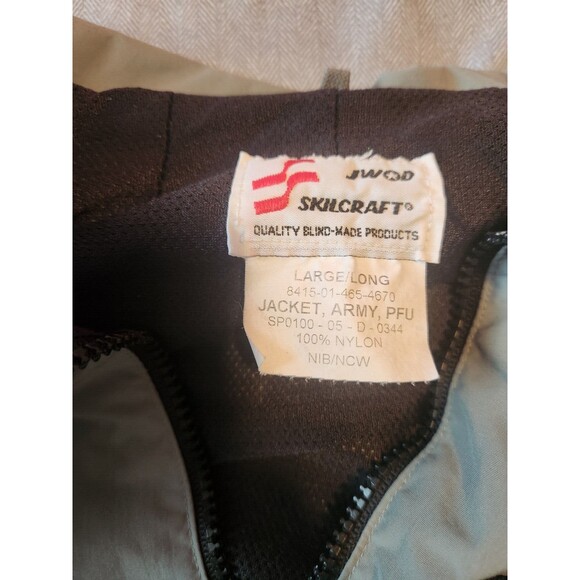 JWOD
SKILCRAFT®
QUALITY BLIND-MADE PRODUCTS
LARGE/LONG
8415-01-465-4670
JACKET, ARMY, PFU
SP0100 - 05 - D - 0344
100% NYLON
NIB/NCW